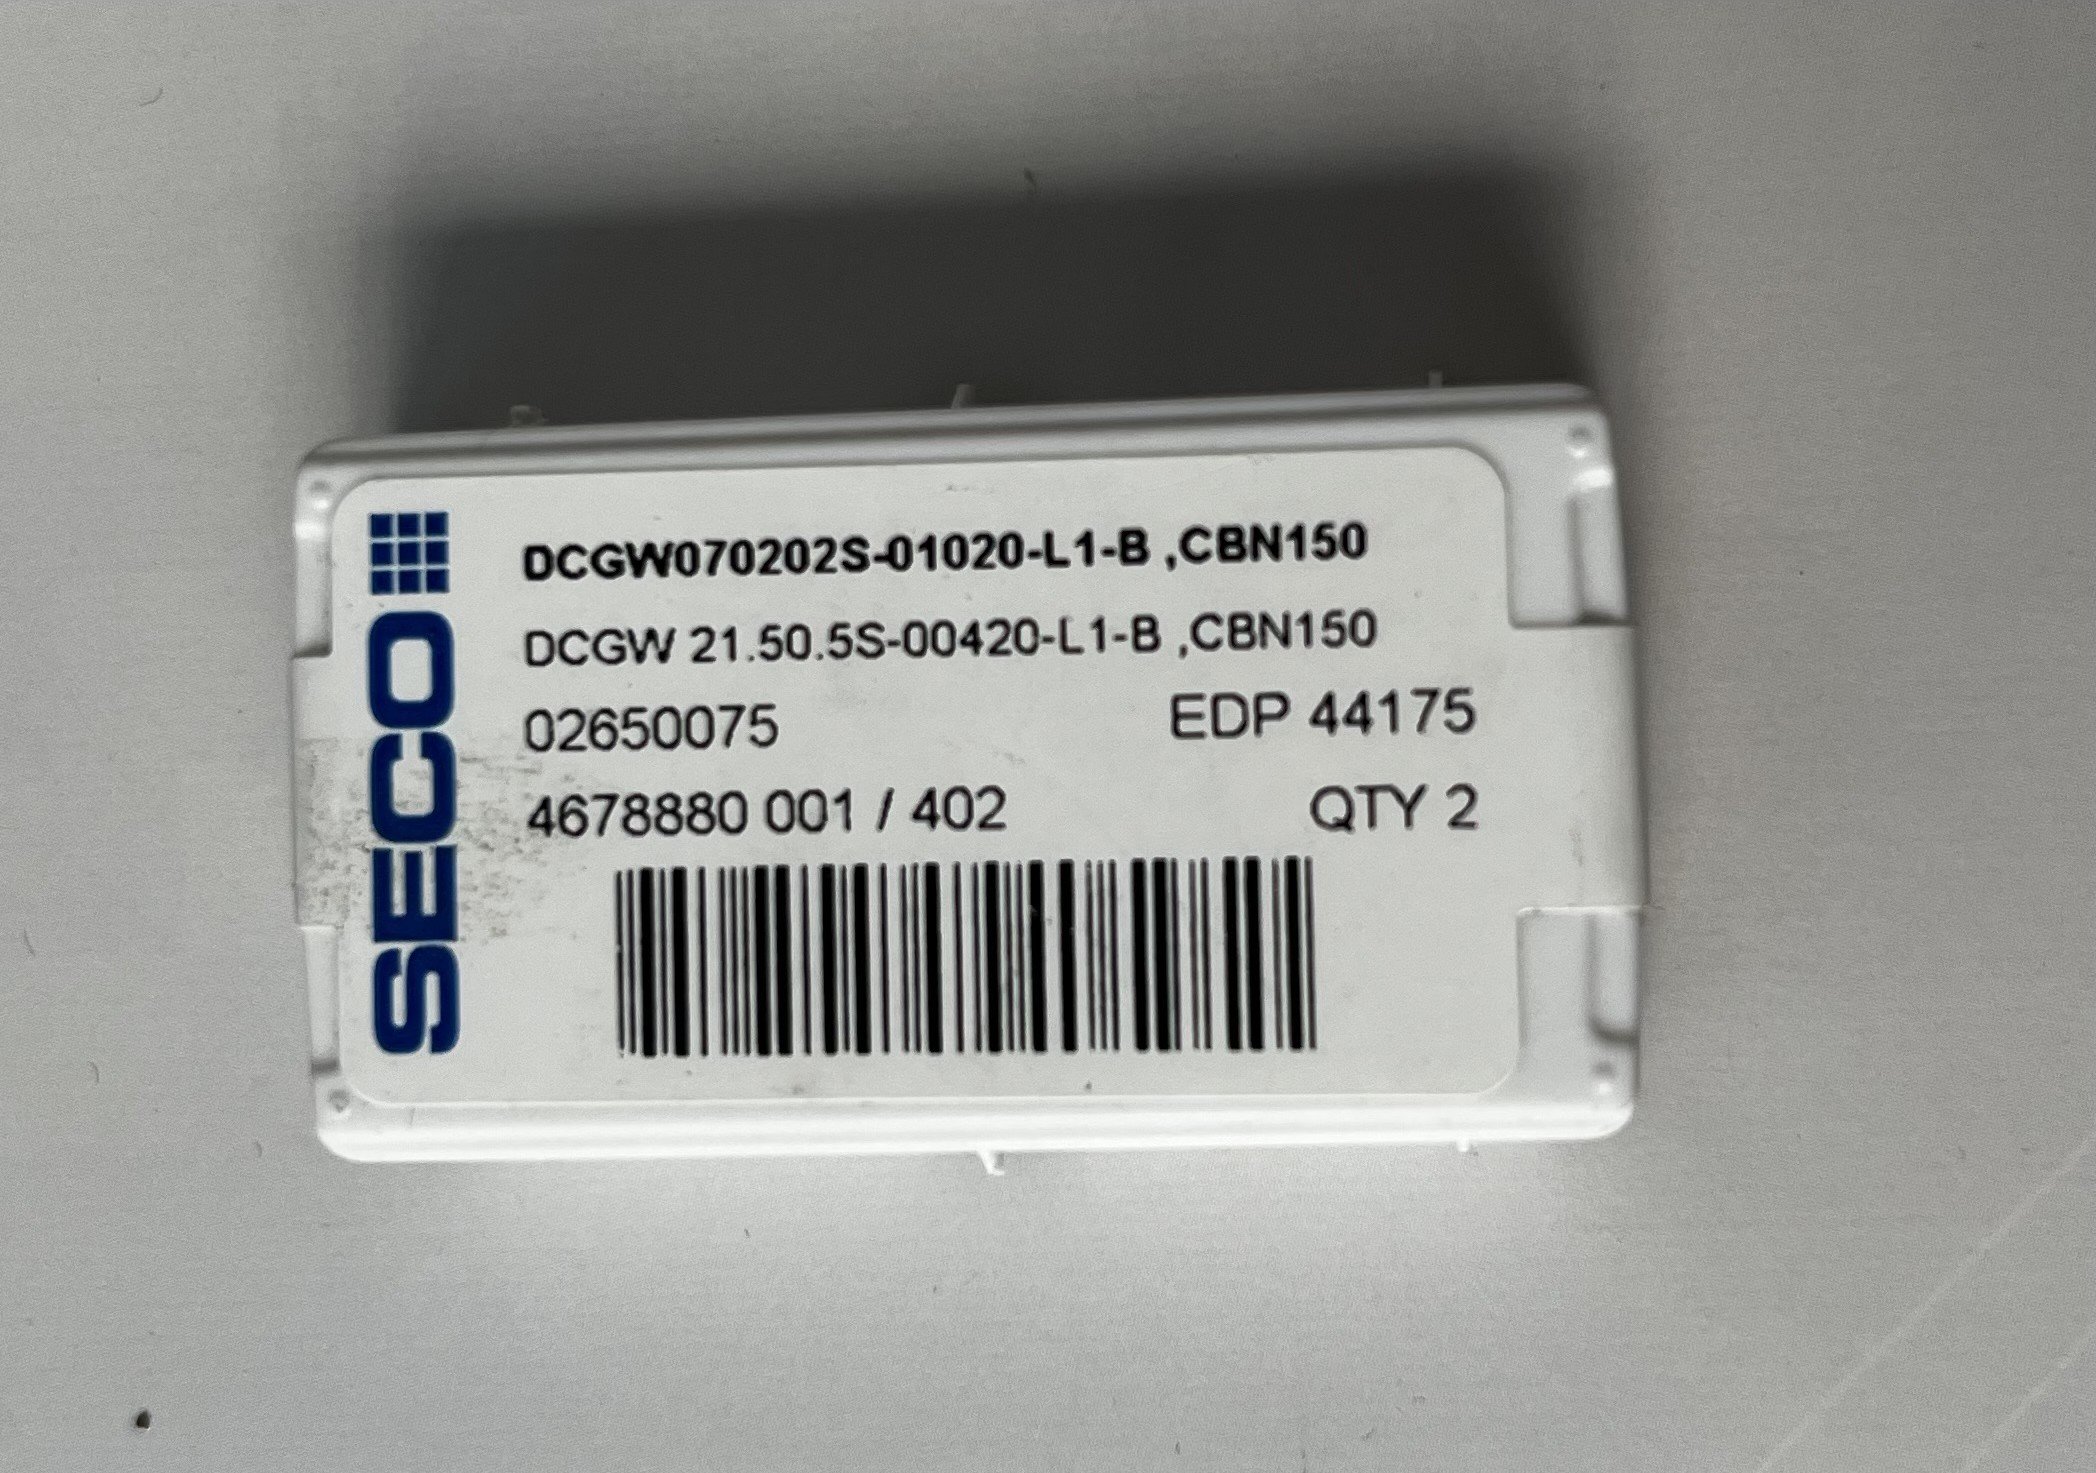 SECO
DCGW070202S-01020-L1-B ,CBN150
DCGW 21.50.5S-00420-L1-B ,CBN150
02650075 EDP 44175
4678880 001 / 402 QTY 2